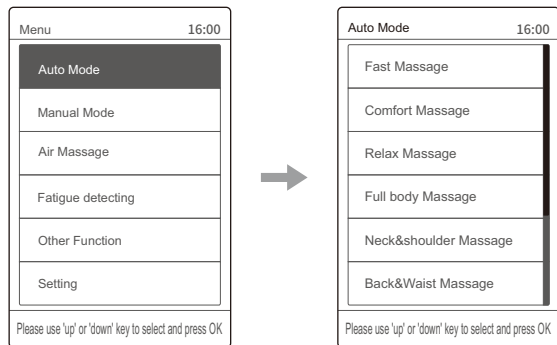 Menu 16:00
Auto Mode
Manual Mode
Air Massage
Fatigue detecting
Other Function
Setting
Please use 'up' or 'down' key to select and press OK
Auto Mode 16:00
Fast Massage
Comfort Massage
Relax Massage
Full body Massage
Neck&shoulder Massage
Back&Waist Massage
Please use 'up' or 'down' key to select and press OK